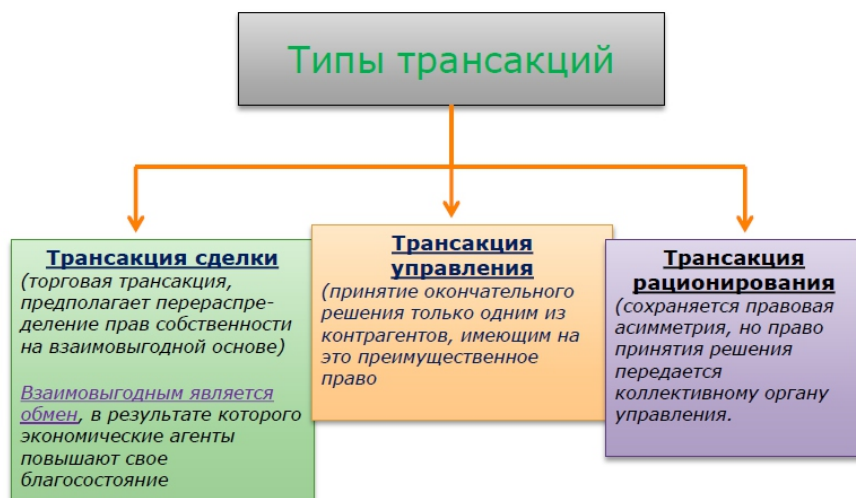 Типы трансакций
Трансакция сделки
(торговая трансакция,
предполагает перераспре-
деление прав собственности
на взаимовыгодной основе)
Взаимовыгодным является
обмен, в результате которого
экономические агенты
повышают свое
благосостояние
Трансакция
управления
(принятие окончательного
решения только одним из
контрагентов, имеющим на
это преимущественное
право
Трансакция
рационирования
(сохраняется правовая
асимметрия, но право
принятия решения
передается
коллективному органу
управления.